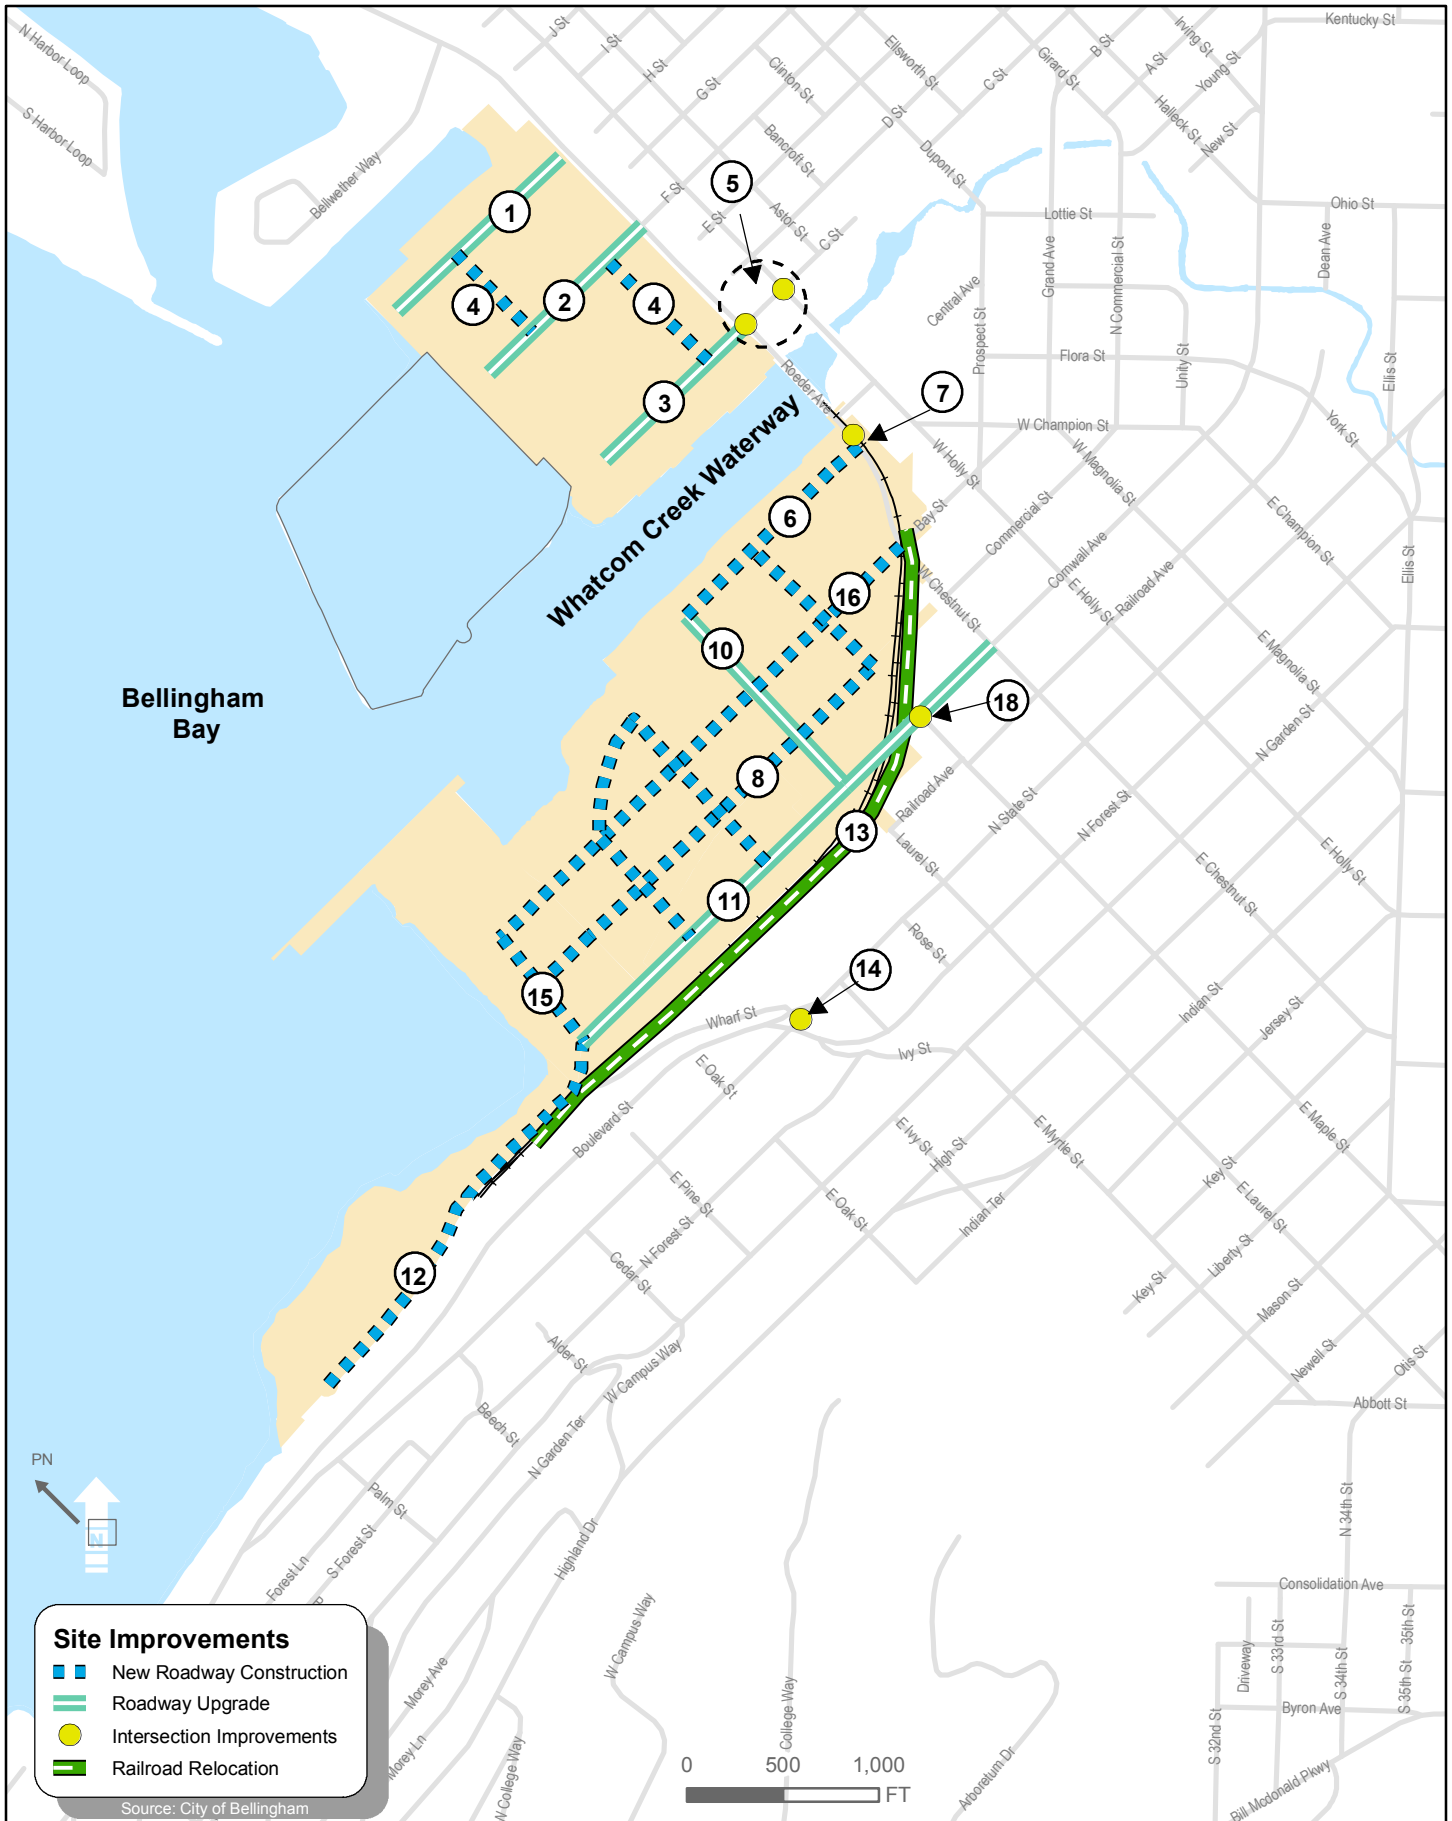 N Harbor Loop
S Harbor Loop
Bellwether Way
J St
I St
H St
G St
F St
E St
Clinton St
Bancroft St
Astor St
C St
Ellsworth St
D St
C St
Dupont St
Girard St
B St
A St
Irving St
Young St
Halleck St
New St
Kentucky St
Ohio St
Dean Ave
Ellis St
Lottie St
Grand Ave
N Commercial St
Central Ave
Prospect St
Flora St
Unity St
W Champion St
York St
1
2
3
4
4
5
6
7
8
10
11
12
13
14
15
16
18
Roeder Ave
Whatcom Creek Waterway
Bellingham
Bay
W Holly St
W Magnolia St
Bay St
Commercial St
Cornwall Ave
W Chestnut St
E Holly St
Railroad Ave
E Champion St
Ellis St
E Magnolia St
N Garden St
Railroad Ave
N State St
N Forest St
Laurel St
E Chestnut St
E Holly St
Rose St
Wharf St
Ivy St
Indian St
Jersey St
E Oak St
Boulevard St
E Ivy St
High St
E Myrtle St
E Maple St
E Pine St
N Forest St
E Oak St
Indian Ter
Key St
E Laurel St
Liberty St
Key St
Mason St
Cedar St
Alder St
W Campus Way
Newell St
Otis St
Abbott St
Beech St
N Garden Ter
Palm St
S Forest St
Forest Ln
Highland Dr
W Campus Way
Morey Ave
Morey Ln
N College Way
College Way
Arboretum Dr
N 34th St
Consolidation Ave
Driveway
S 33rd St
S 34th St
35th St
S 35th St
Byron Ave
S 32nd St
Bill Mcdonald Pkwy
PN
N
Site Improvements
New Roadway Construction
Roadway Upgrade
Intersection Improvements
Railroad Relocation
Source: City of Bellingham
0 500 1,000
FT